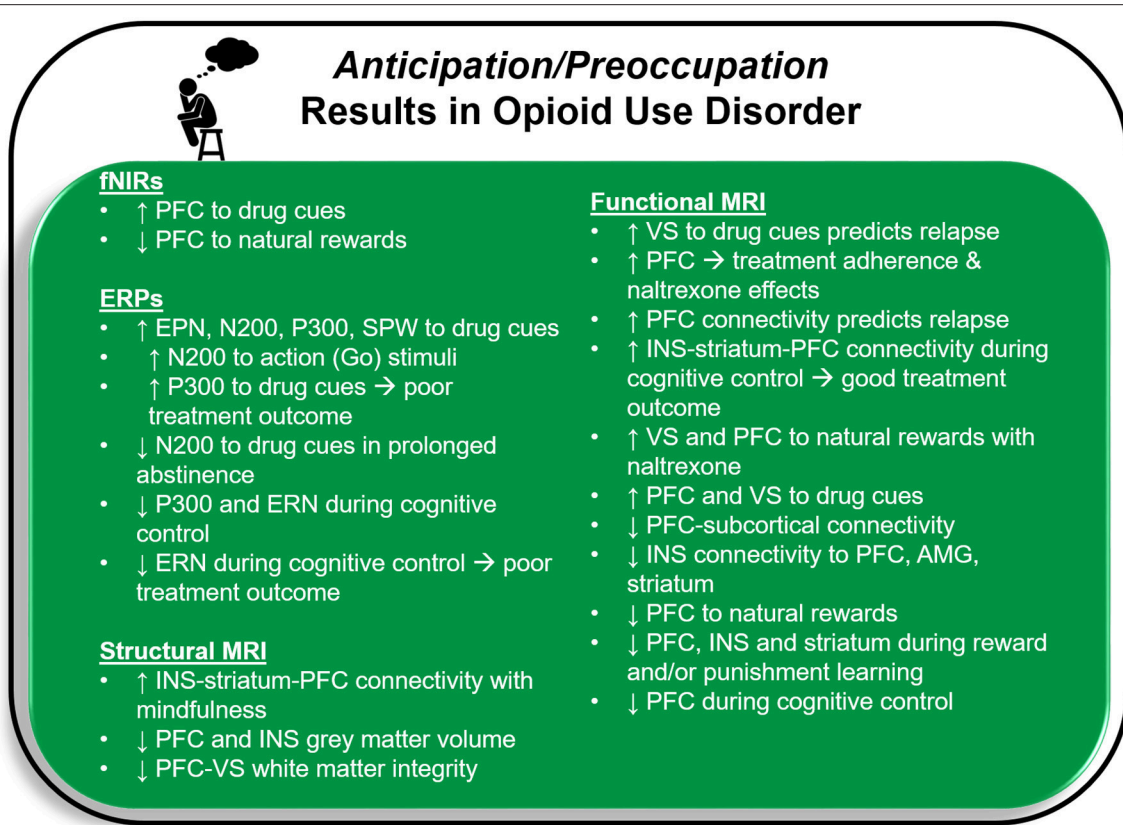 Anticipation/Preoccupation
Results in Opioid Use Disorder
fNIRs
• ↑ PFC to drug cues
• ↓ PFC to natural rewards
ERPs
• ↑ EPN, N200, P300, SPW to drug cues
• ↑ N200 to action (Go) stimuli
• ↑ P300 to drug cues → poor
treatment outcome
• ↓ N200 to drug cues in prolonged
abstinence
• ↓ P300 and ERN during cognitive
control
• ↓ ERN during cognitive control → poor
treatment outcome
Structural MRI
• ↑ INS-striatum-PFC connectivity with
mindfulness
• ↓ PFC and INS grey matter volume
• ↓ PFC-VS white matter integrity
Functional MRI
• ↑ VS to drug cues predicts relapse
• ↑ PFC → treatment adherence &
naltrexone effects
• ↑ PFC connectivity predicts relapse
• ↑ INS-striatum-PFC connectivity during
cognitive control → good treatment
outcome
• ↑ VS and PFC to natural rewards with
naltrexone
• ↑ PFC and VS to drug cues
• ↓ PFC-subcortical connectivity
• ↓ INS connectivity to PFC, AMG,
striatum
• ↓ PFC to natural rewards
• ↓ PFC, INS and striatum during reward
and/or punishment learning
• ↓ PFC during cognitive control